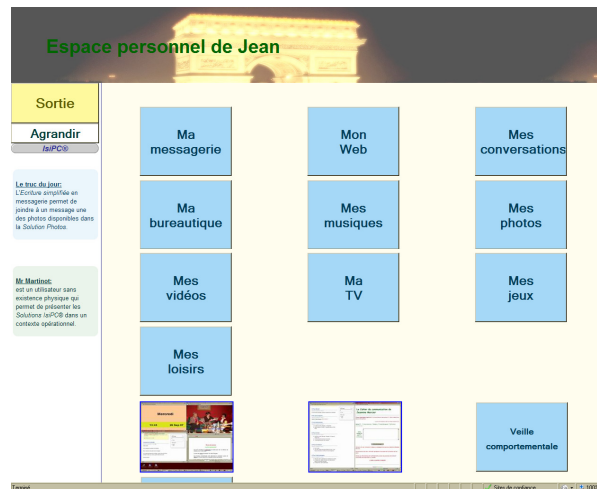 Espace personnel de Jean
Sortie
Agrandir
IsiPC®
Le truc du jour:
L'Ecriture simplifiée en
messagerie permet de
joindre à un message une
des photos disponibles dans
la Solution Photos.
Mr Martinot:
est un utilisateur sans
existence physique qui
permet de présenter les
Solutions IsiPC® dans un
contexte opérationnel.
Ma
messagerie
Mon
Web
Mes
conversations
Ma
bureautique
Mes
musiques
Mes
photos
Mes
vidéos
Ma
TV
Mes
jeux
Mes
loisirs
Mercredi
Veille
comportementale
Terminé
Sites de confiance